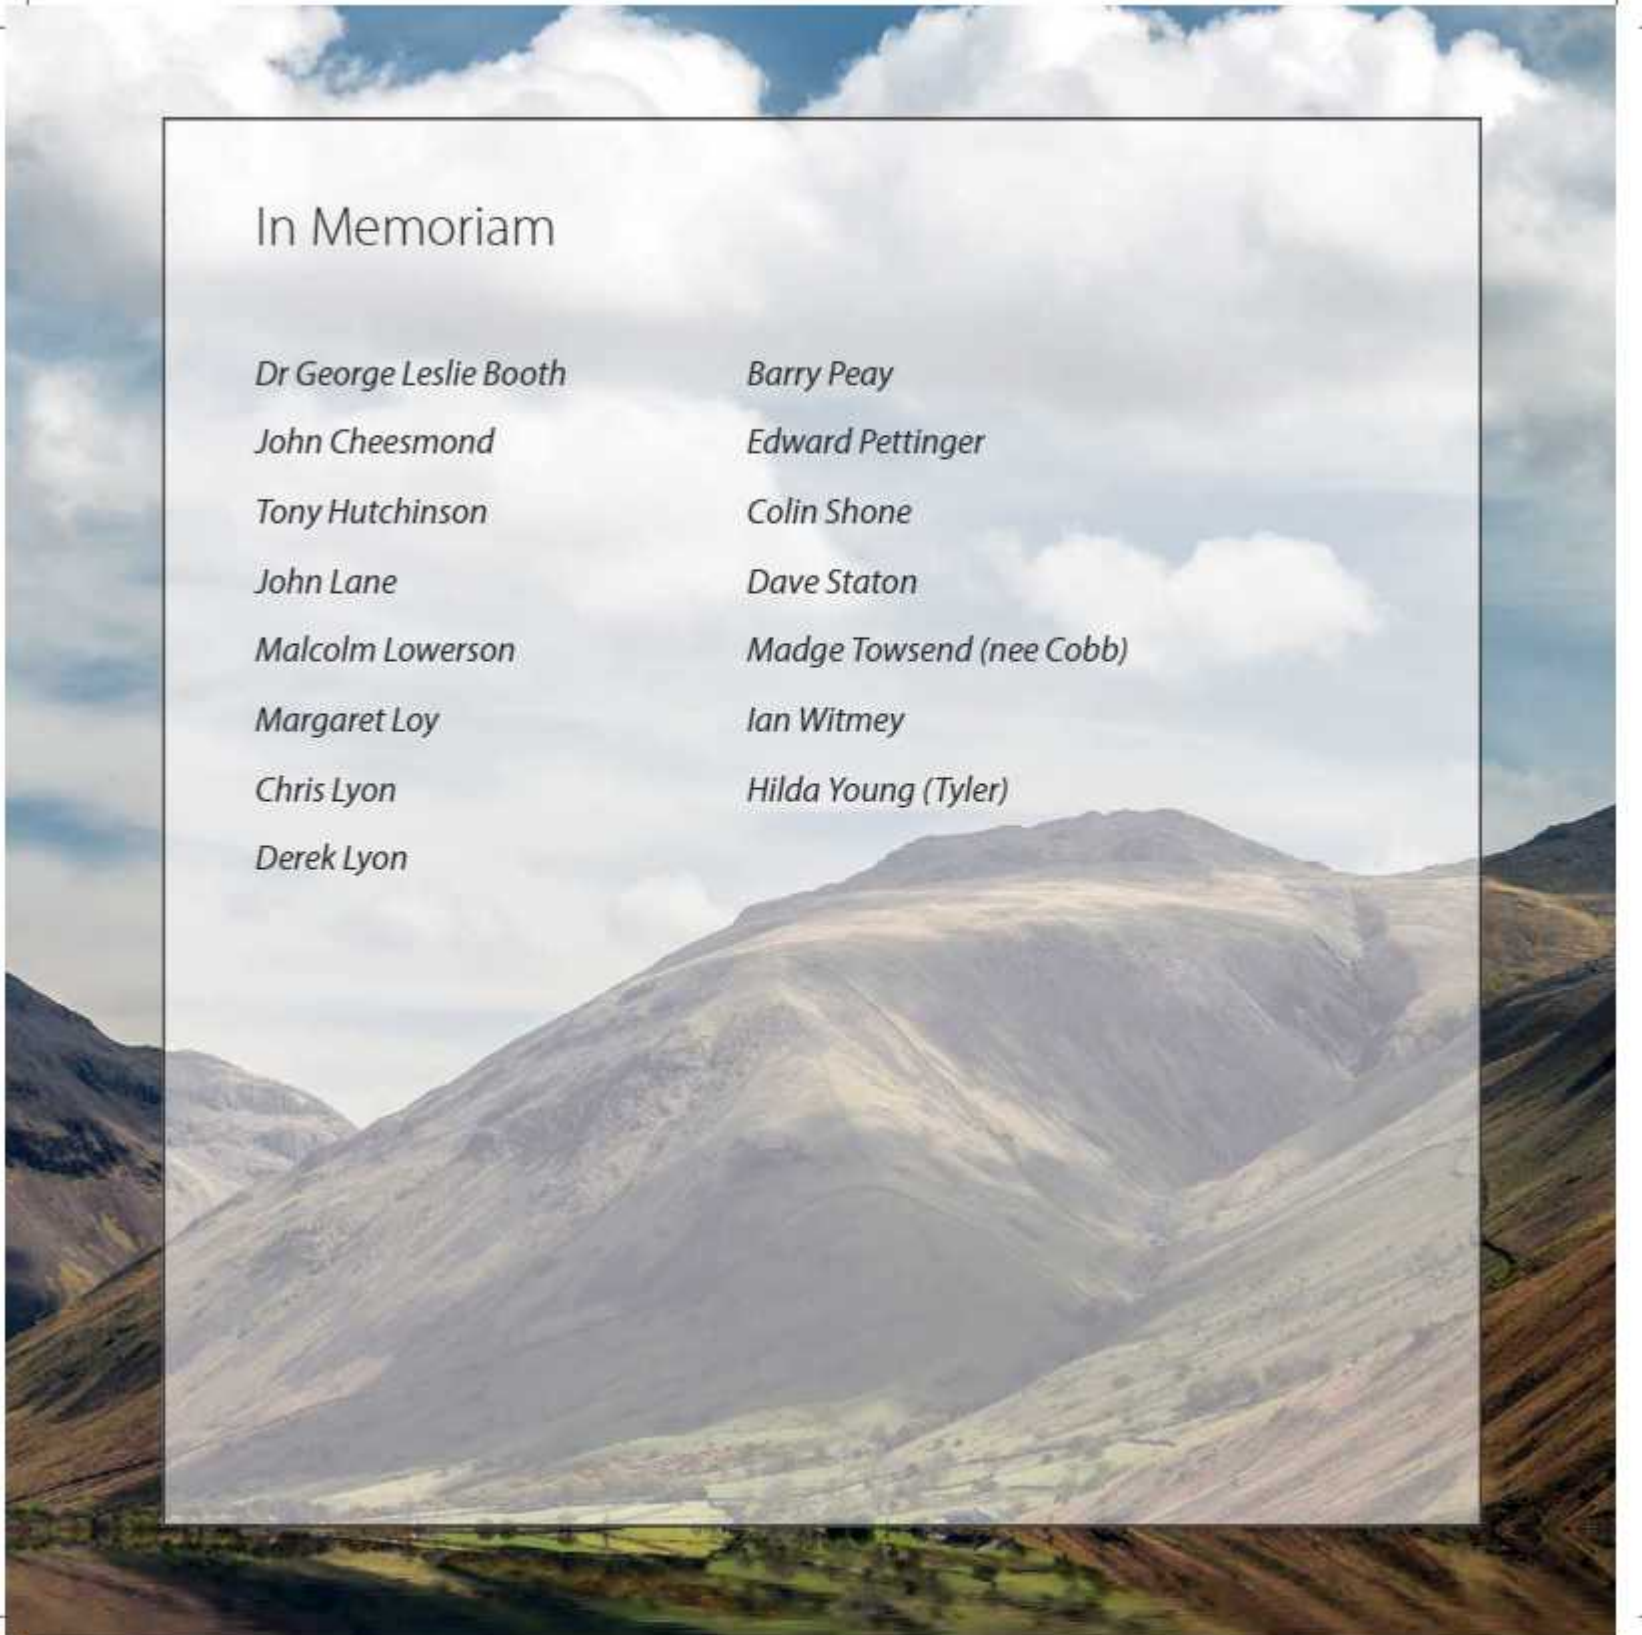 In Memoriam
Dr George Leslie Booth
John Cheesmond
Tony Hutchinson
John Lane
Malcolm Lowerson
Margaret Loy
Chris Lyon
Derek Lyon
Barry Peay
Edward Pettinger
Colin Shone
Dave Staton
Madge Towsend (nee Cobb)
Ian Witmey
Hilda Young (Tyler)